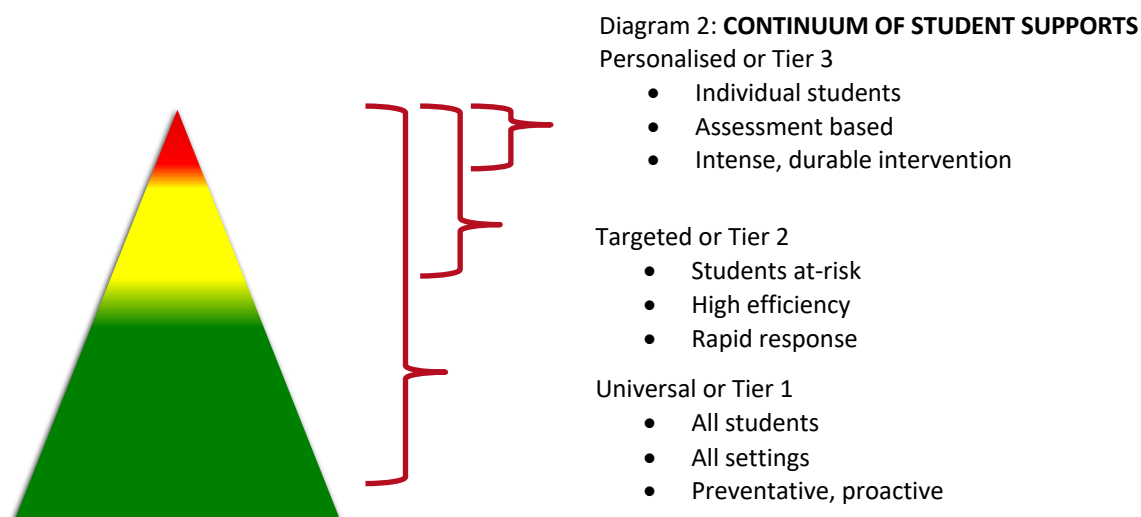 Diagram 2: CONTINUUM OF STUDENT SUPPORTS
Personalised or Tier 3
• Individual students
• Assessment based
• Intense, durable intervention
Targeted or Tier 2
• Students at-risk
• High efficiency
• Rapid response
Universal or Tier 1
• All students
• All settings
• Preventative, proactive